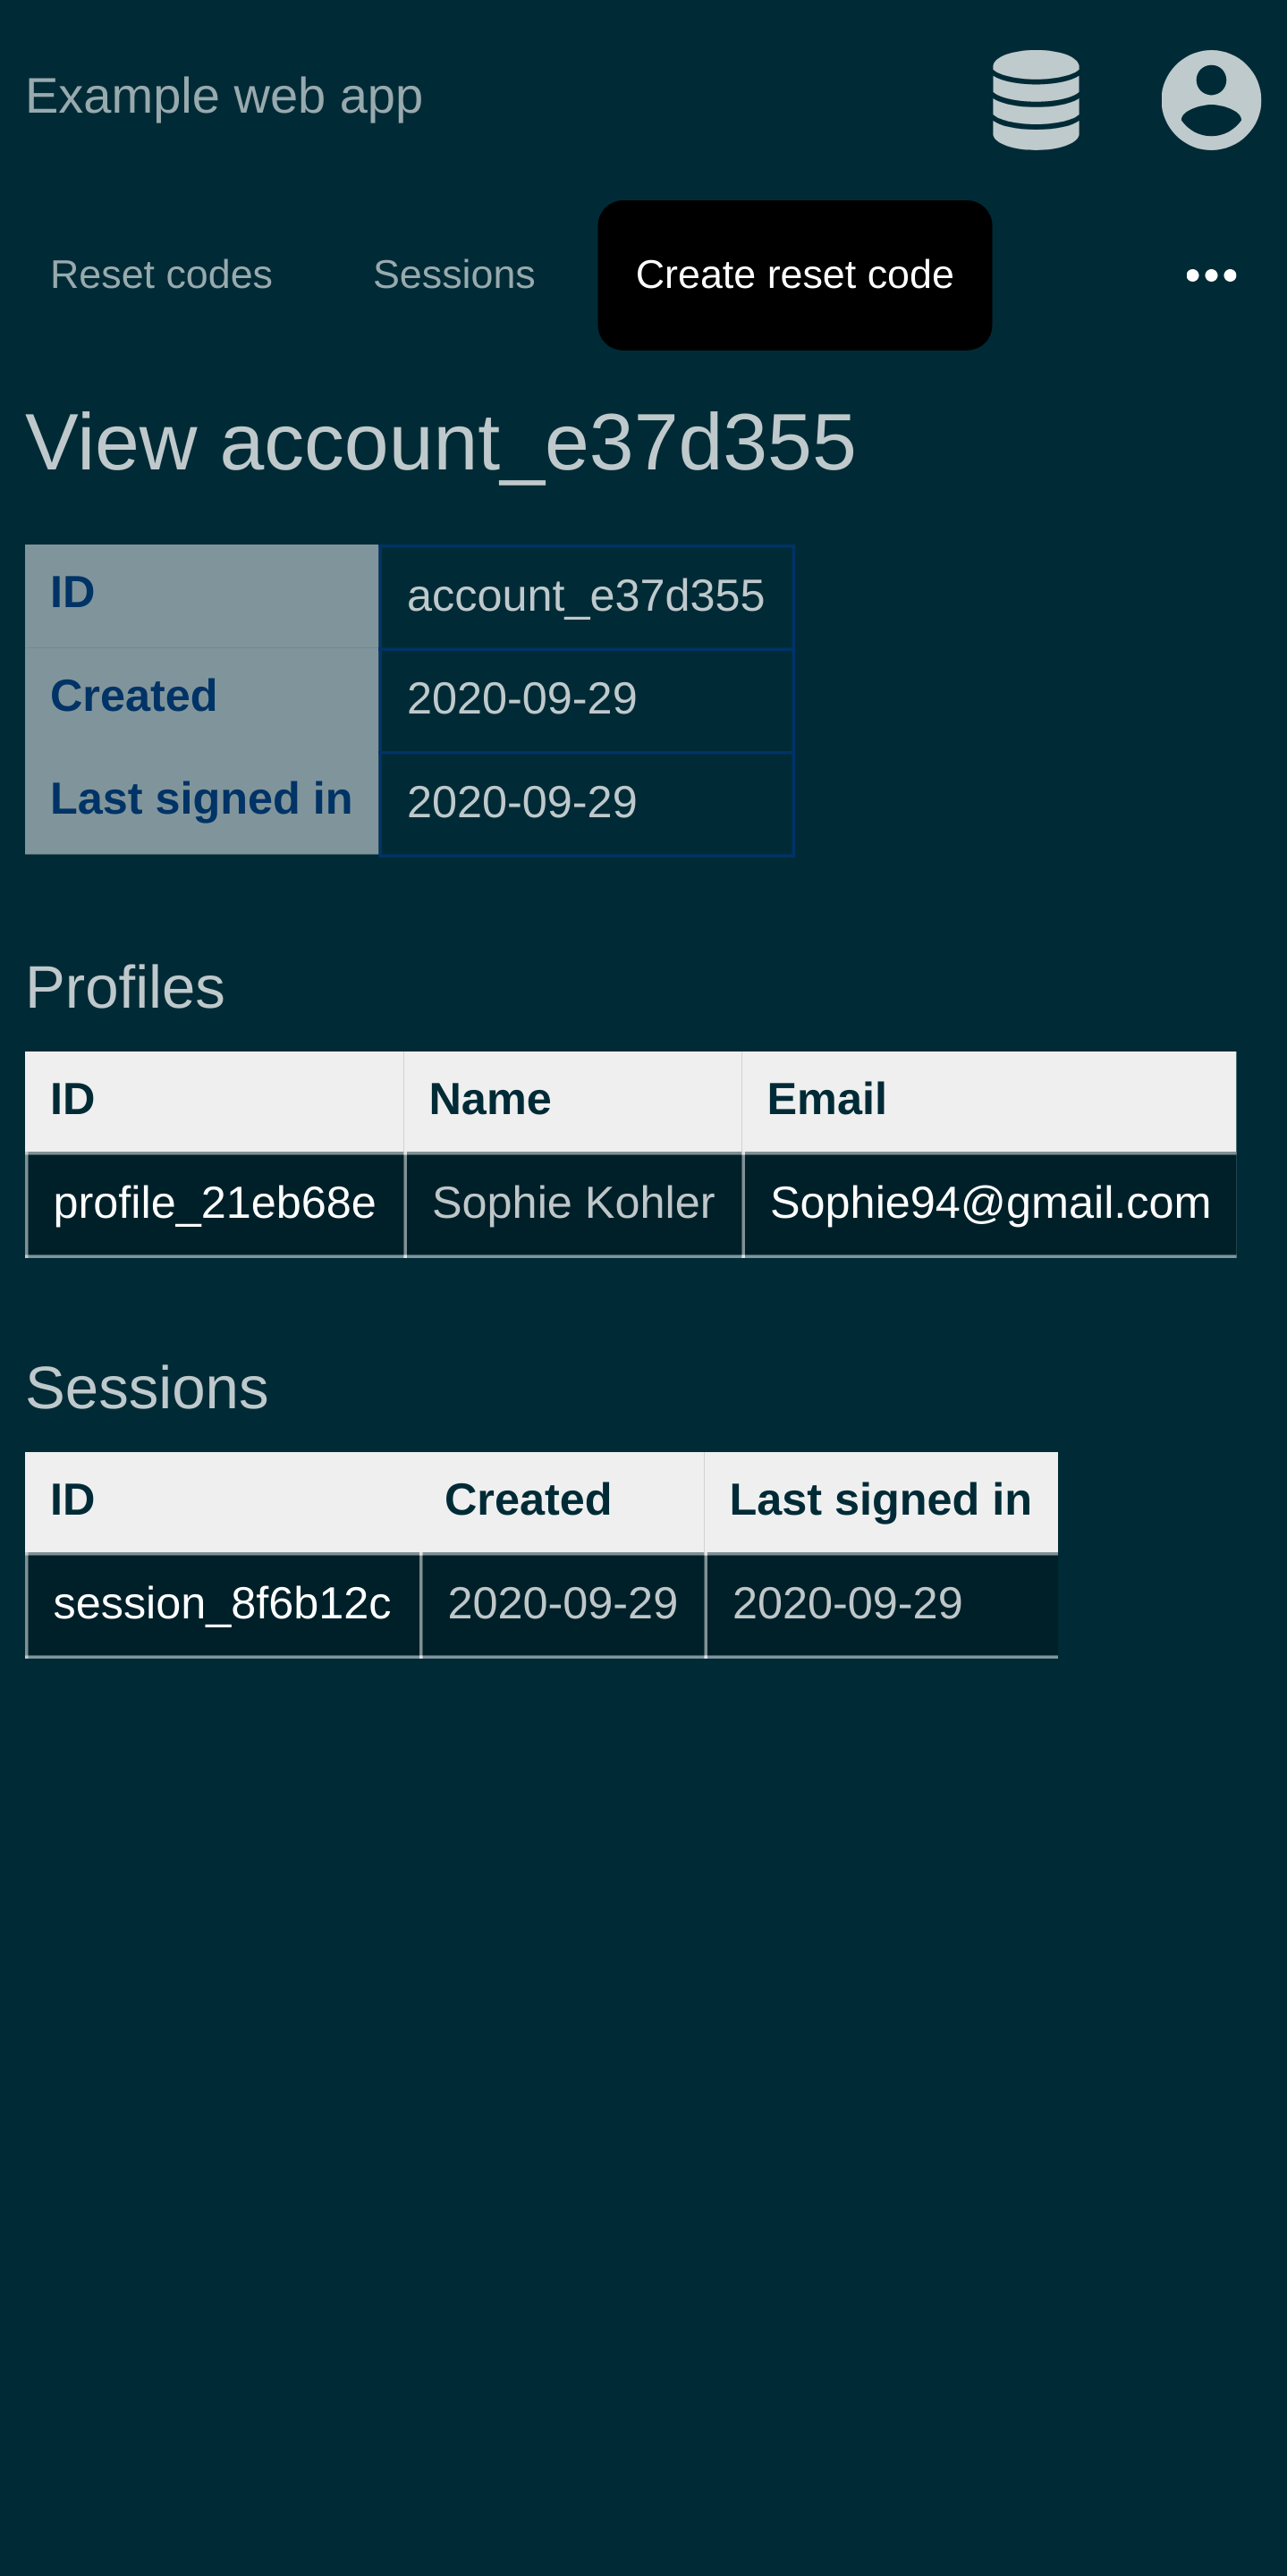 Example web app
Reset codes Sessions Create reset code
View account_e37d355
ID account_e37d355
Created 2020-09-29
Last signed in 2020-09-29
Profiles
ID Name Email
profile_21eb68e Sophie Kohler Sophie94@gmail.com
Sessions
ID Created Last signed in
session_8f6b12c 2020-09-29 2020-09-29